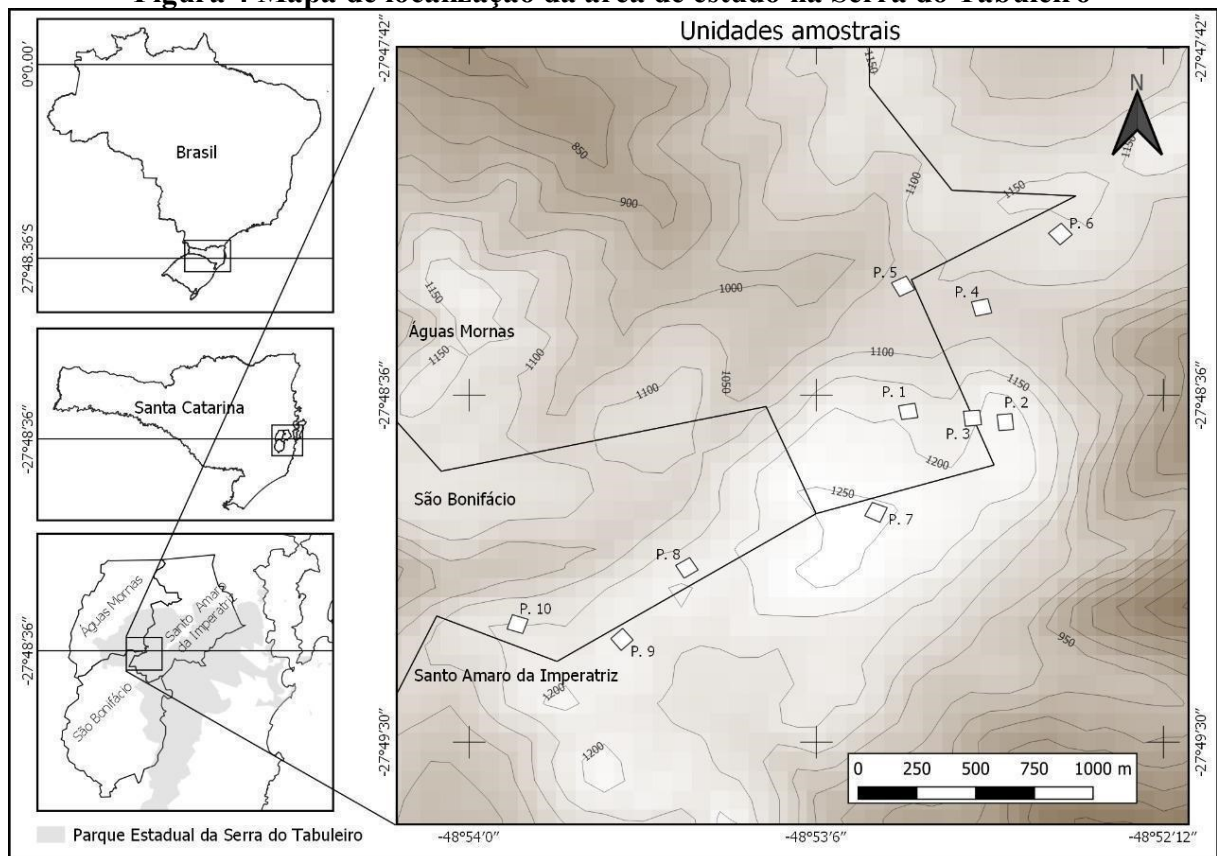 Figura 4 Mapa de localização da área de estudo na Serra do Tabuleiro
0°0.00'
Brasil
27°48.36'S
Santa Catarina
-27°48'36"
Águas Mornas
Santo Amaro
da Imperatriz
São Bonifácio
-27°48'36"
Parque Estadual da Serra do Tabuleiro
Unidades amostrais
-27°47'42"
-27°47'42"
N
1150
1150
850
1100
1150
900
P. 6
P. 5
P. 4
1150
1000
Águas Mornas
1150
1100
1100
1150
1100
1050
-27°48'36"
-27°48'36"
P. 1
P. 2
P. 3
1200
São Bonifácio
1250
P. 7
P. 8
P. 10
950
P. 9
Santo Amaro da Imperatriz
1200
-27°49'30"
-27°49'30"
1200
0 250 500 750 1000 m
-48°54'0"
-48°53'6"
-48°52'12"